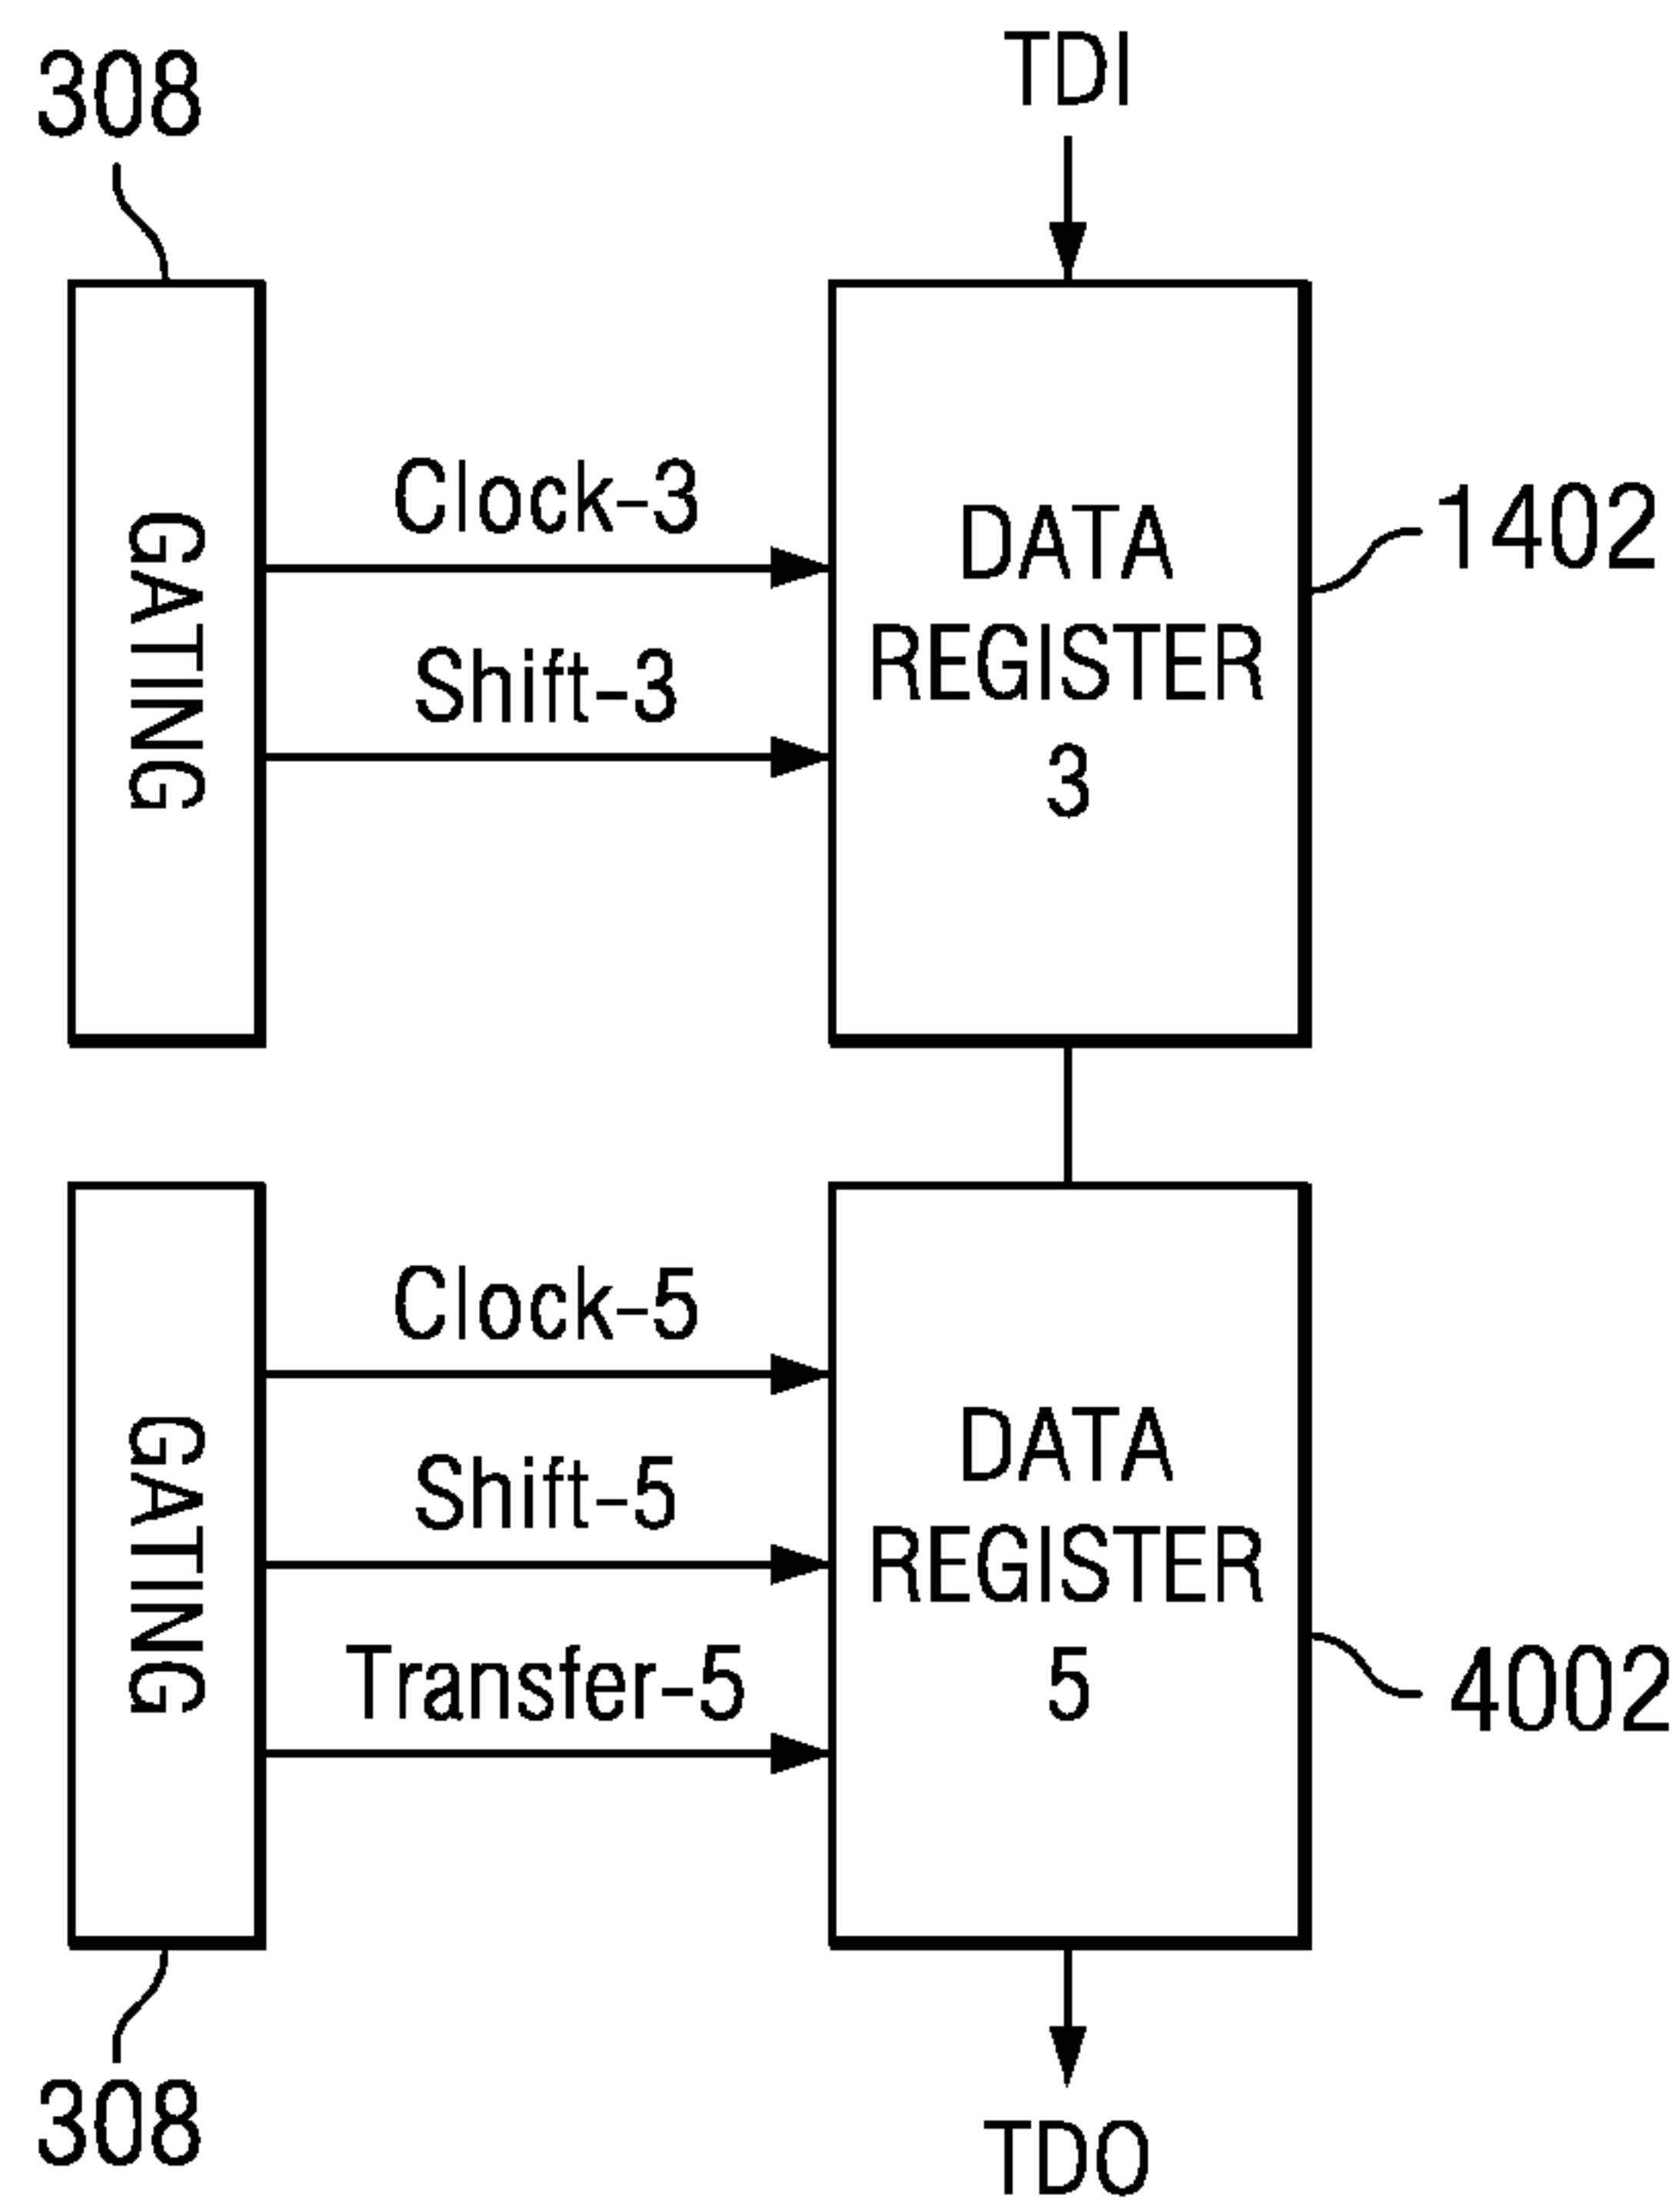 308
TDI
GATING
Clock-3
Shift-3
DATA
REGISTER
3
1402
GATING
Clock-5
Shift-5
Transfer-5
DATA
REGISTER
5
4002
308
TDO